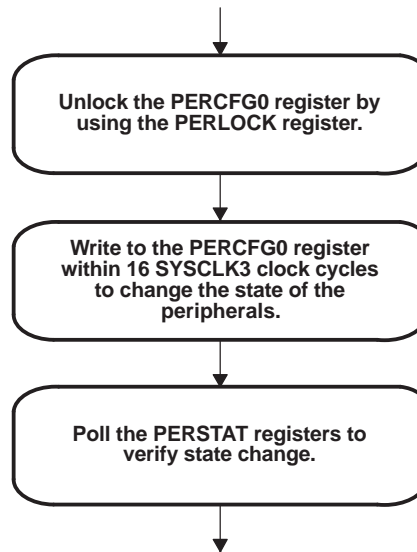 Unlock the PERCFG0 register by
using the PERLOCK register.
Write to the PERCFG0 register
within 16 SYSCLK3 clock cycles
to change the state of the
peripherals.
Poll the PERSTAT registers to
verify state change.